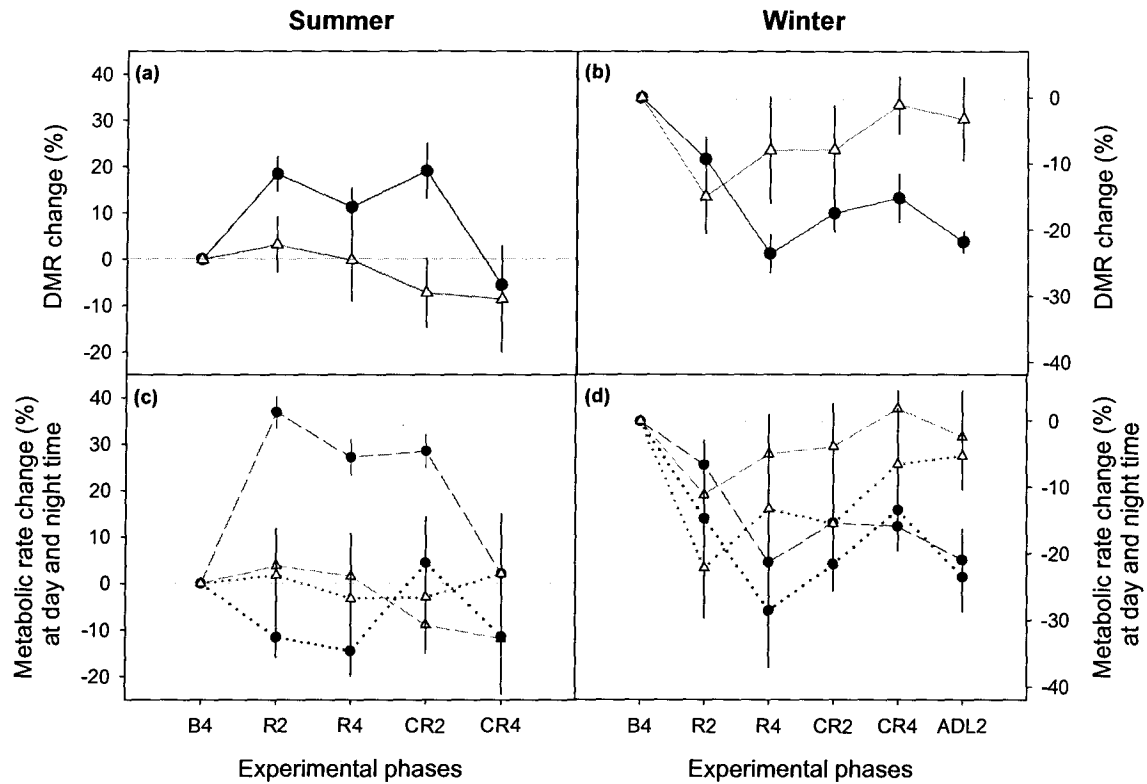 Summer
Winter
(a)
40
30
20
10
0
-10
-20
DMR change (%)
(b)
0
-10
-20
-30
-40
DMR change (%)
(c)
40
30
20
10
0
-10
-20
Metabolic rate change (%)
at day and night time
(d)
0
-10
-20
-30
-40
Metabolic rate change (%)
at day and night time
B4 R2 R4 CR2 CR4
B4 R2 R4 CR2 CR4 ADL2
Experimental phases
Experimental phases